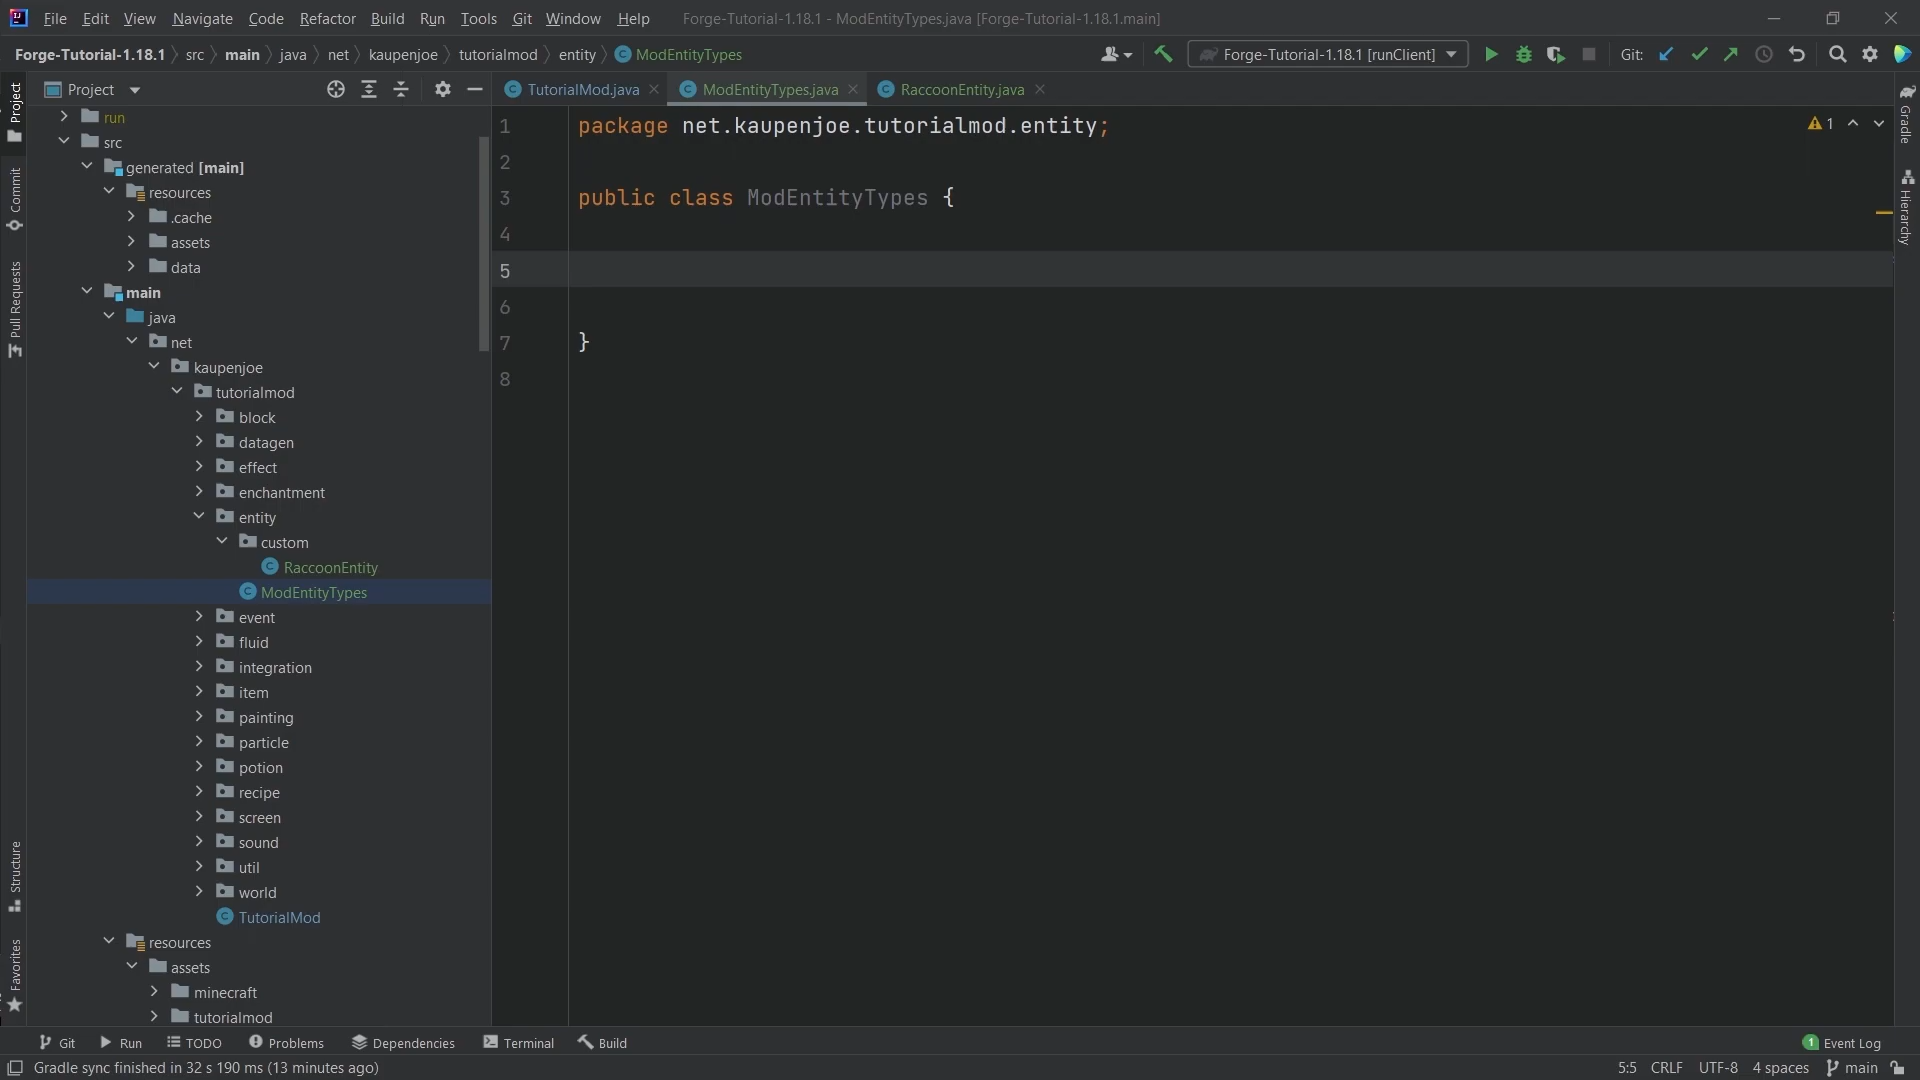 File Edit View Navigate Code Refactor Build Run Tools Git Window Help Forge-Tutorial-1.18.1 - ModEntityTypes.java [Forge-Tutorial-1.18.1.main]
Forge-Tutorial-1.18.1 src main java net kaupenjoe tutorialmod entity ModEntityTypes Forge-Tutorial-1.18.1 [runClient] Git:
Project TutorialMod.java ModEntityTypes.java RaccoonEntity.java
run
src
generated [main]
resources
.cache
assets
data
main
java
net
kaupenjoe
tutorialmod
block
datagen
effect
enchantment
entity
custom
RaccoonEntity
ModEntityTypes
event
fluid
integration
item
painting
particle
potion
recipe
screen
sound
util
world
TutorialMod
resources
assets
minecraft
tutorialmod
1 package net.kaupenjoe.tutorialmod.entity;
2
3 public class ModEntityTypes {
4
5
6
7 }
8
1
Project
Commit
Pull Requests
Structure
Favorites
Gradle
Hierarchy
Git Run TODO Problems Dependencies Terminal Build 1 Event Log
Gradle sync finished in 32 s 190 ms (13 minutes ago) 5:5 CRLF UTF-8 4 spaces main